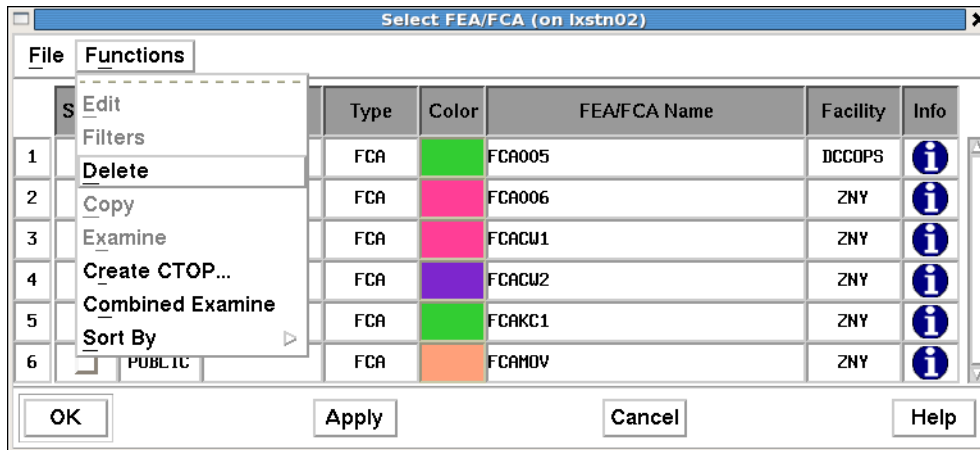 Select FEA/FCA (on lxstn02)
File Functions
S Type Color FEA/FCA Name Facility Info
Edit
Filters
Delete
Copy
Examine
Create CTOP...
Combined Examine
Sort By
1 FCA FCA005 DCCOPS i
2 FCA FCA006 ZNY i
3 FCA FCACW1 ZNY i
4 FCA FCACW2 ZNY i
5 FCA FCAKC1 ZNY i
6 PUBLIC FCA FCAMOV ZNY i
OK Apply Cancel Help